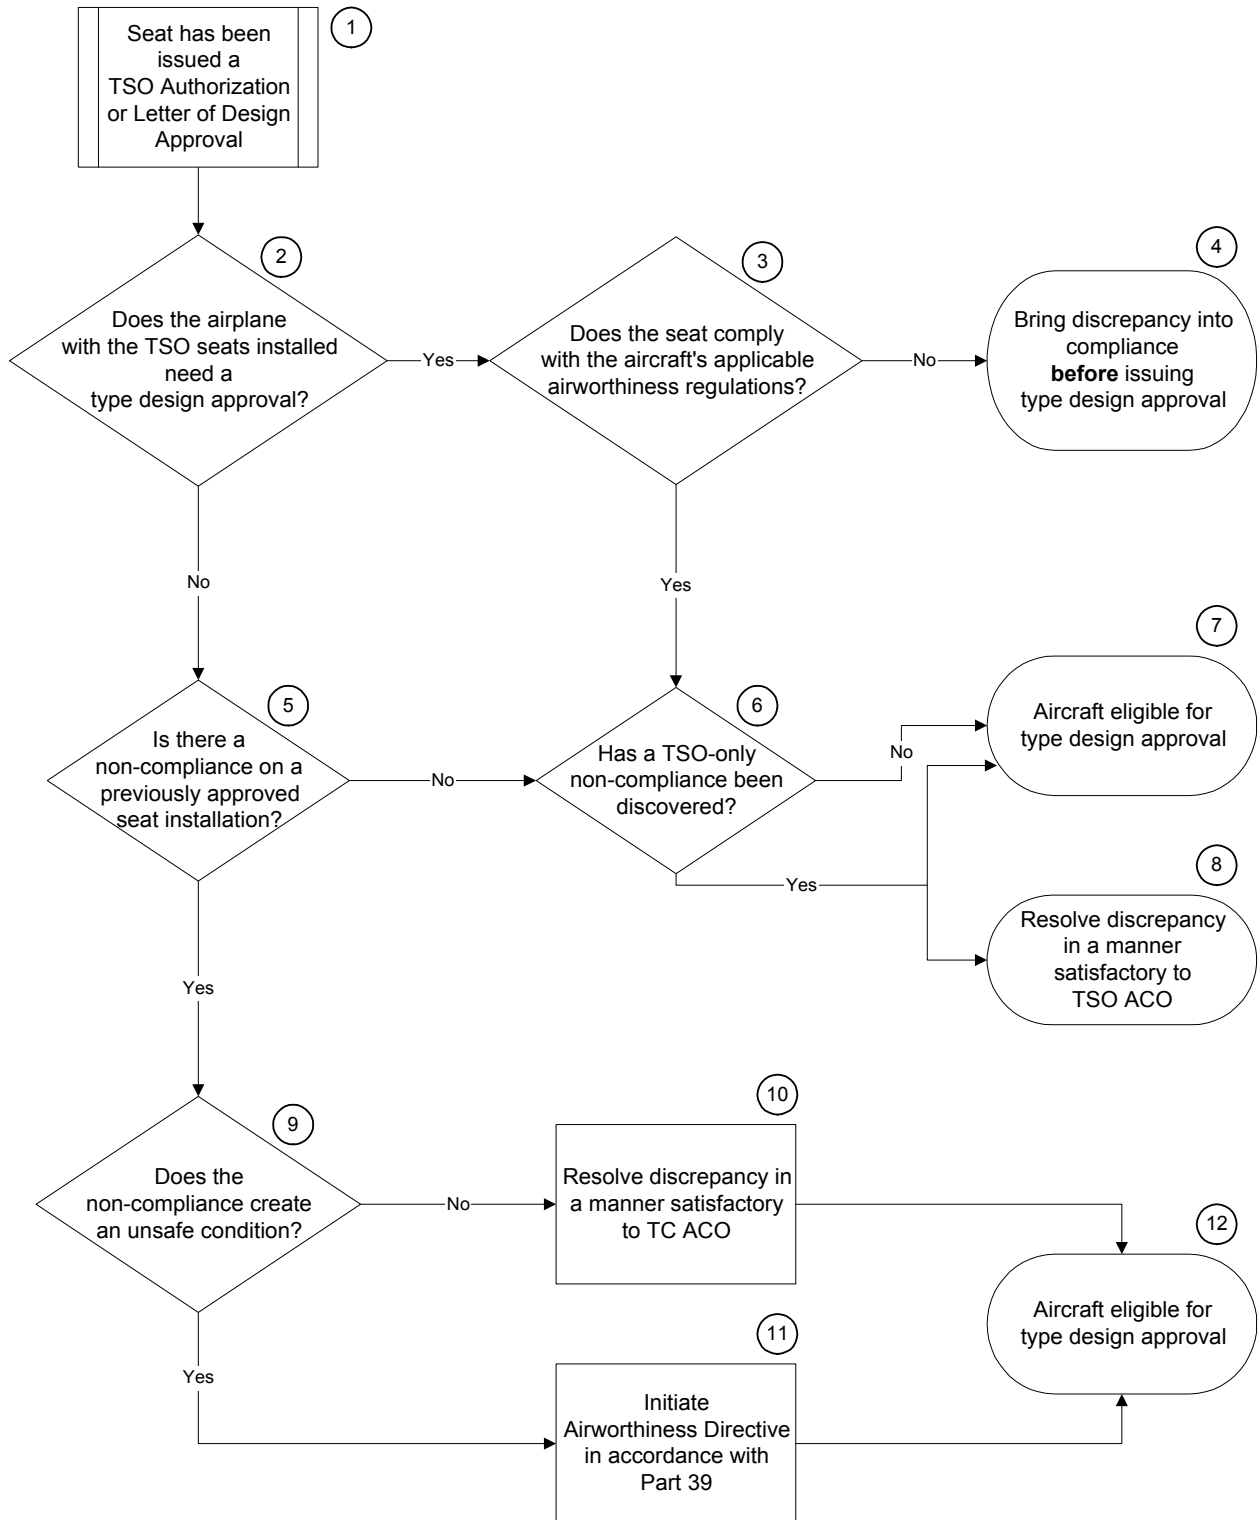 1
Seat has been
issued a
TSO Authorization
or Letter of Design
Approval
2
Does the airplane
with the TSO seats installed
need a
type design approval?
Yes
3
Does the seat comply
with the aircraft's applicable
airworthiness regulations?
No
4
Bring discrepancy into
compliance
before issuing
type design approval
No
Yes
5
Is there a
non-compliance on a
previously approved
seat installation?
No
6
Has a TSO-only
non-compliance been
discovered?
No
7
Aircraft eligible for
type design approval
Yes
8
Resolve discrepancy
in a manner
satisfactory to
TSO ACO
Yes
9
Does the
non-compliance create
an unsafe condition?
No
10
Resolve discrepancy in
a manner satisfactory
to TC ACO
12
Aircraft eligible for
type design approval
Yes
11
Initiate
Airworthiness Directive
in accordance with
Part 39